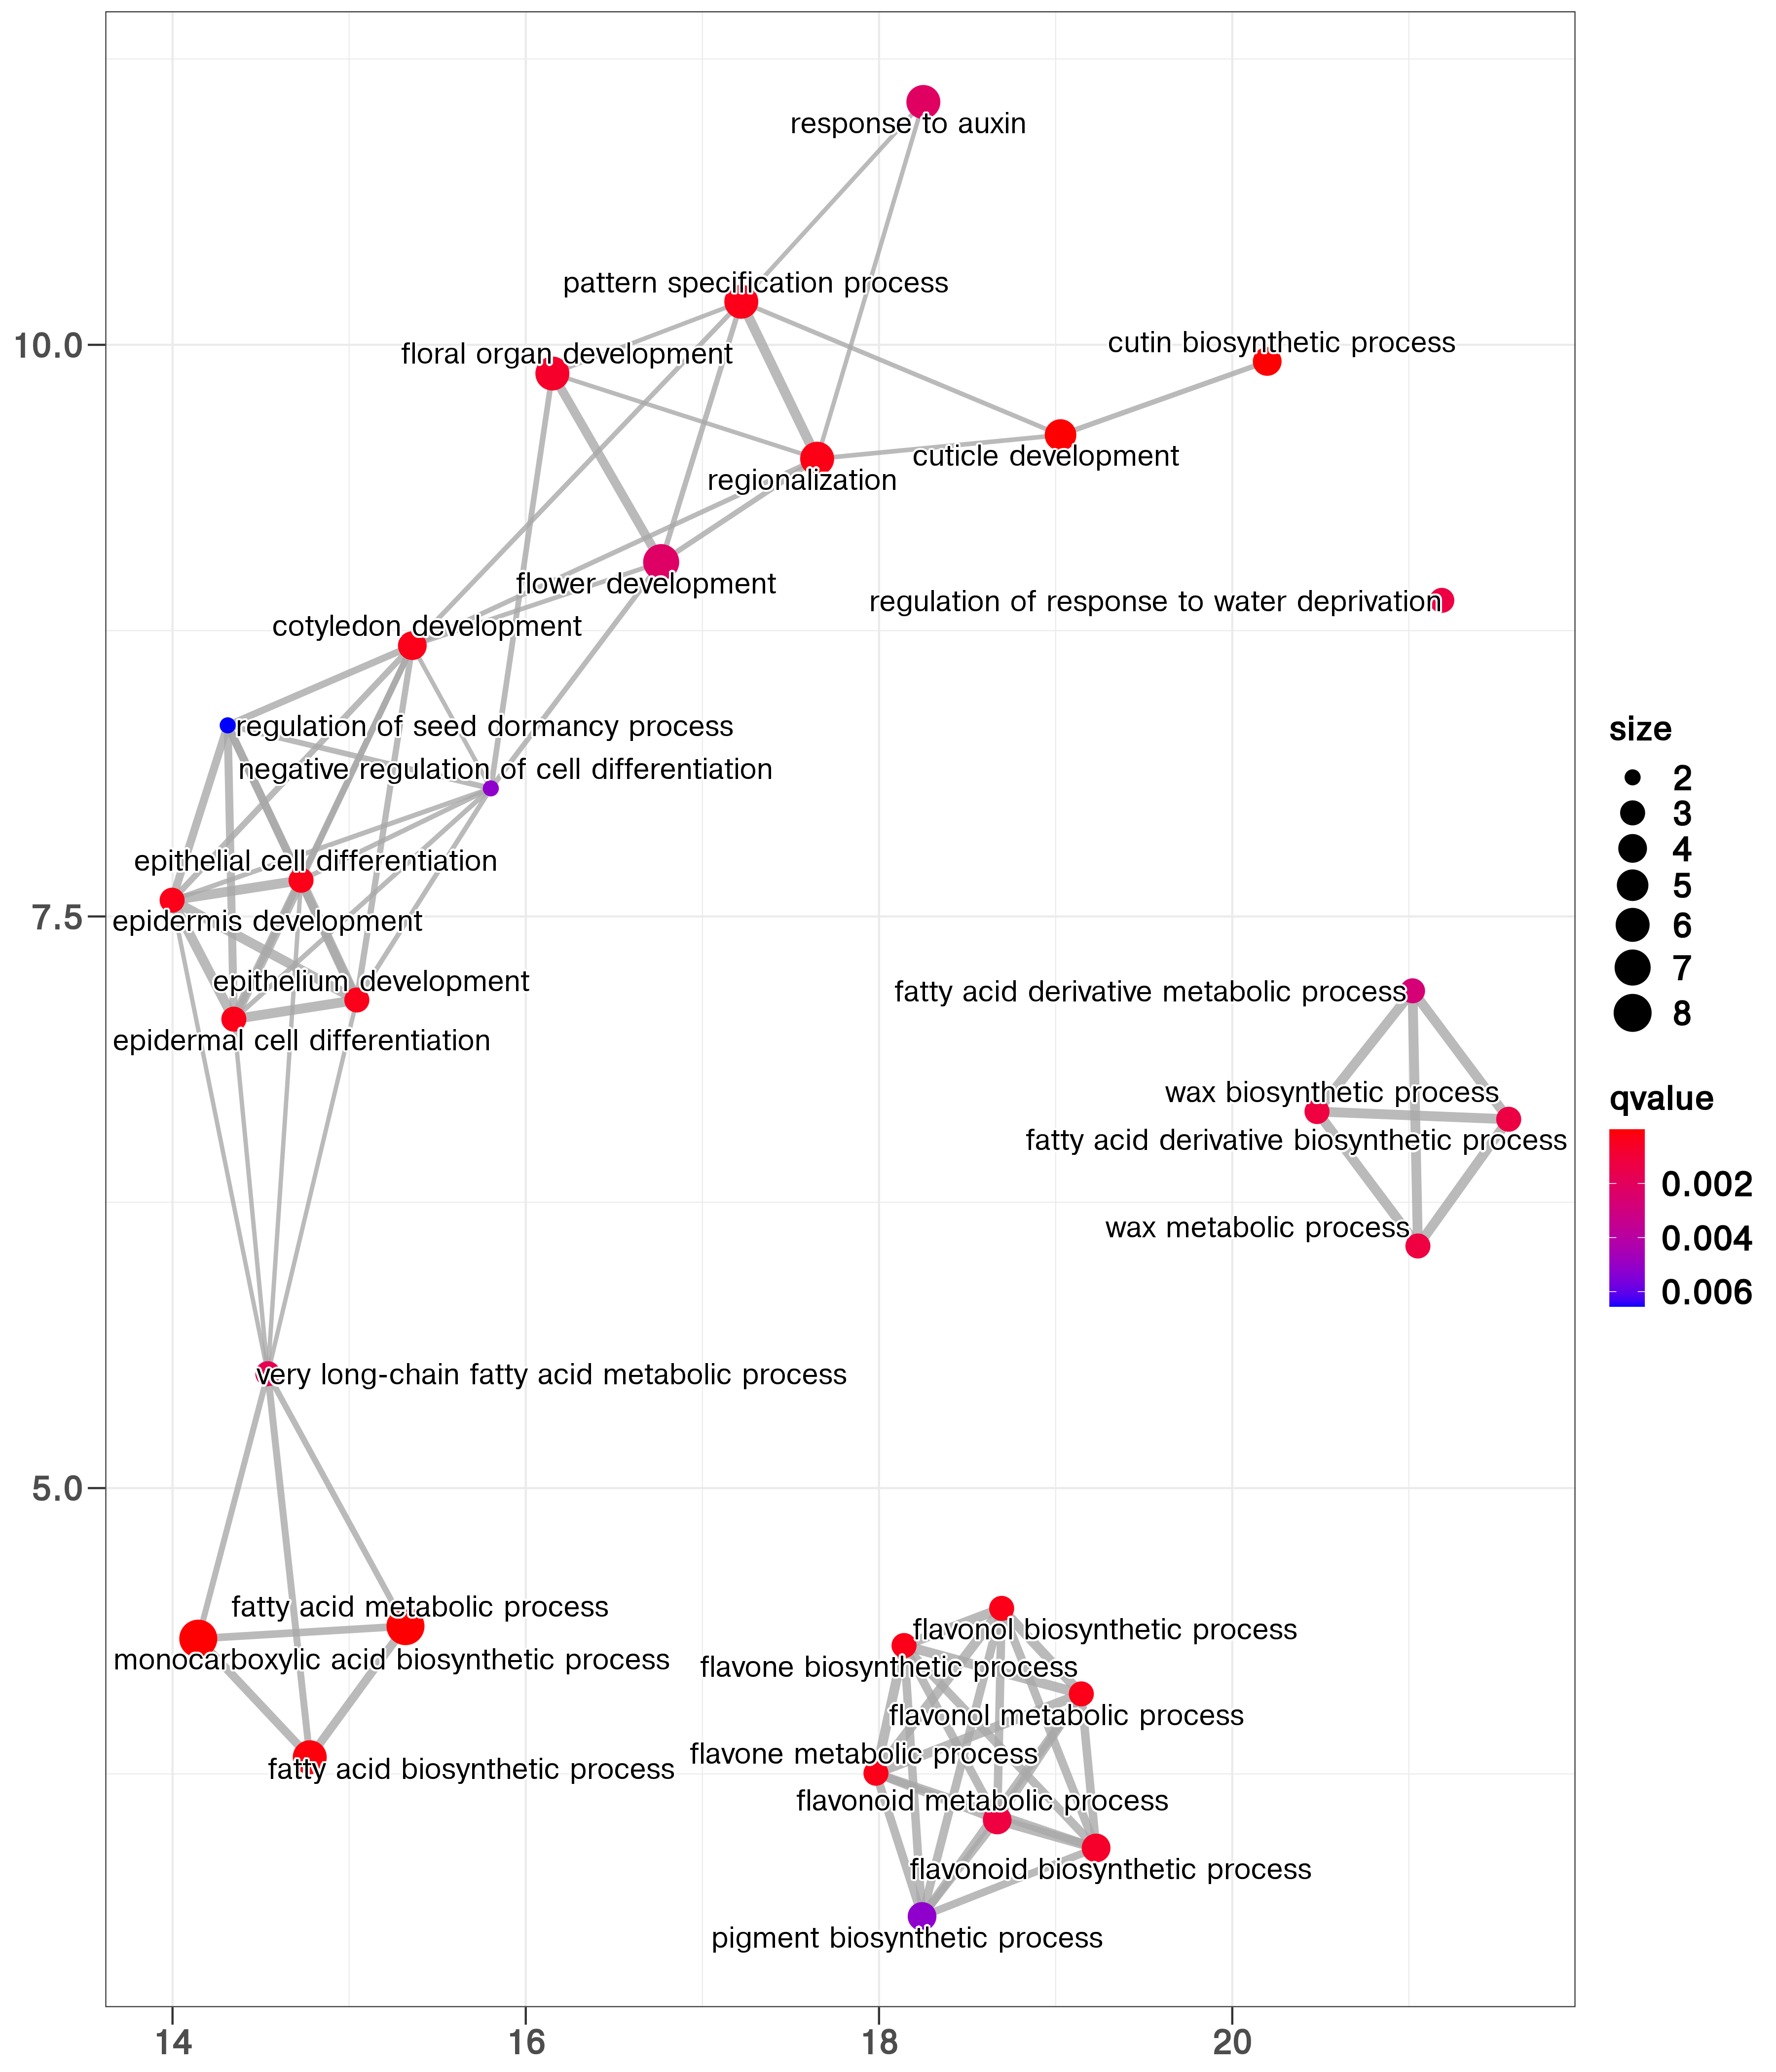 response to auxin
pattern specification process
floral organ development
cutin biosynthetic process
cuticle development
regionalization
flower development
regulation of response to water deprivation
cotyledon development
regulation of seed dormancy process
negative regulation of cell differentiation
epithelial cell differentiation
epidermis development
epithelium development
epidermal cell differentiation
fatty acid derivative metabolic process
wax biosynthetic process
fatty acid derivative biosynthetic process
wax metabolic process
very long-chain fatty acid metabolic process
fatty acid metabolic process
monocarboxylic acid biosynthetic process
fatty acid biosynthetic process
flavonol biosynthetic process
flavone biosynthetic process
flavonol metabolic process
flavone metabolic process
flavonoid metabolic process
flavonoid biosynthetic process
pigment biosynthetic process
10.0
7.5
5.0
14
16
18
20
size
2
3
4
5
6
7
8
qvalue
0.002
0.004
0.006